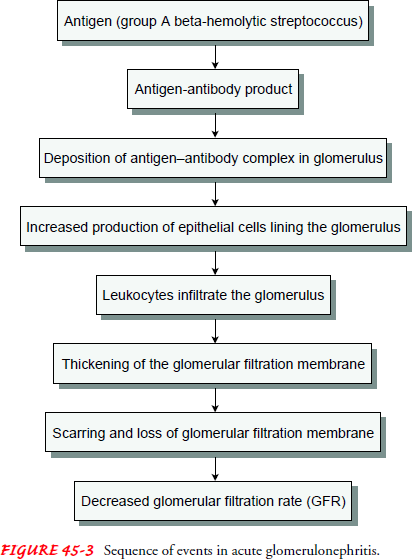 Antigen (group A beta-hemolytic streptococcus)
Antigen-antibody product
Deposition of antigen–antibody complex in glomerulus
Increased production of epithelial cells lining the glomerulus
Leukocytes infiltrate the glomerulus
Thickening of the glomerular filtration membrane
Scarring and loss of glomerular filtration membrane
Decreased glomerular filtration rate (GFR)
FIGURE 45-3 Sequence of events in acute glomerulonephritis.